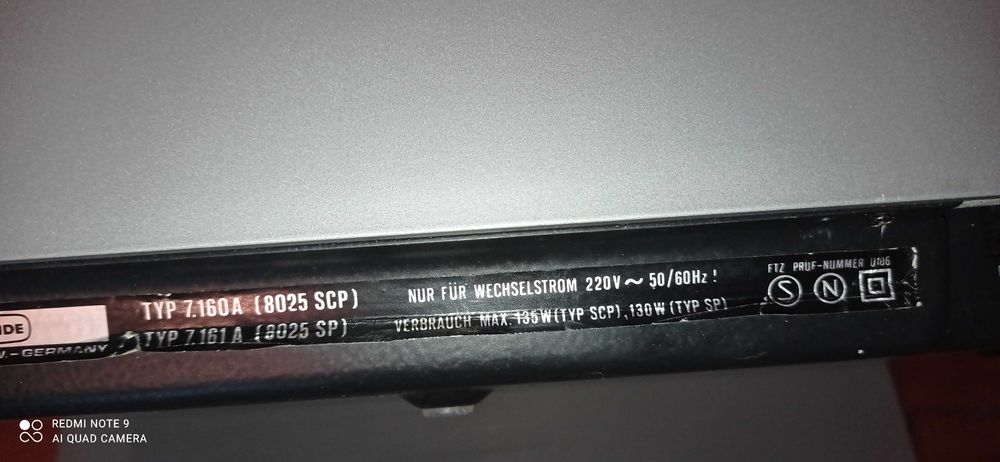 IDE
W.-GERMANY
TYP 7.160A (8025 SCP)
TYP 7.161A (8025 SP)
NUR FÜR WECHSELSTROM 220V ~ 50/60Hz !
VERBRAUCH MAX. 135W (TYP SCP), 130W (TYP SP)
FTZ PRÜF-NUMMER U106
S N
REDMI NOTE 9
AI QUAD CAMERA